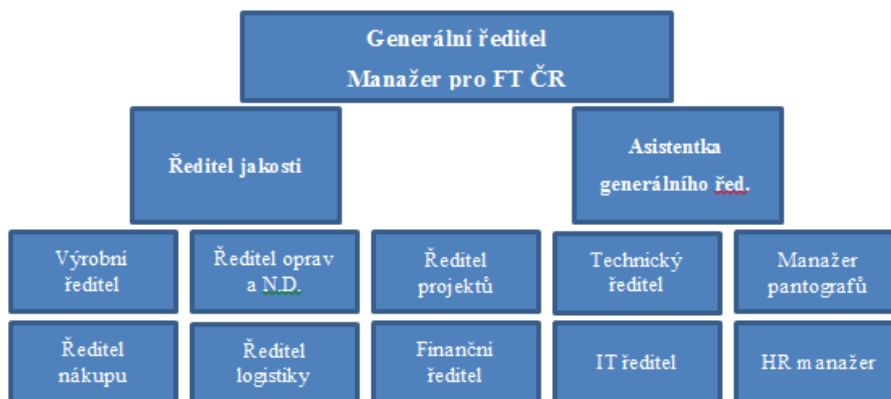 Generální ředitel
Manažer pro FT ČR
Ředitel jakosti
Asistentka
generálního řed.
Výrobní
ředitel
Ředitel oprav
a N.D.
Ředitel
projektů
Technický
ředitel
Manažer
pantografů
Ředitel
nákupu
Ředitel
logistiky
Finanční
ředitel
IT ředitel
HR manažer